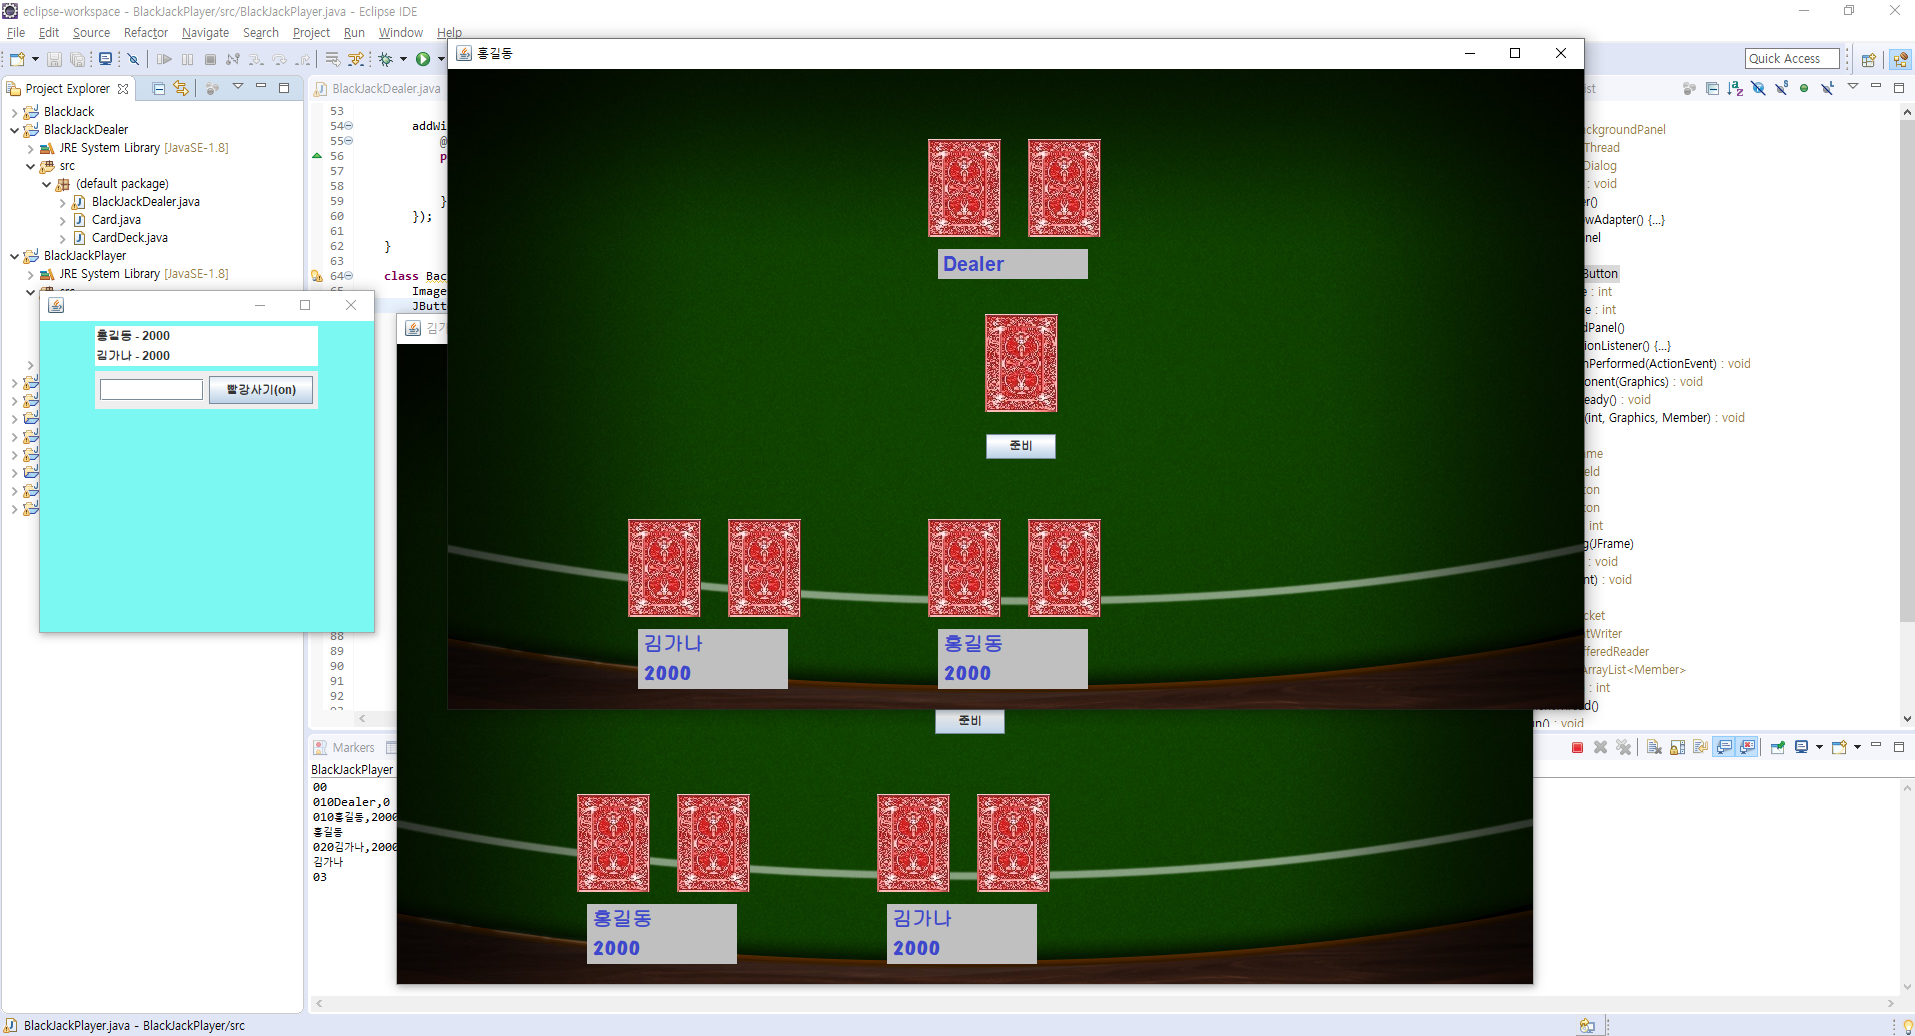 eclipse-workspace - BlackJackPlayer/src/BlackJackPlayer.java - Eclipse IDE
File Edit Source Refactor Navigate Search Project Run Window Help
Quick Access
Project Explorer
BlackJack
BlackJackDealer
JRE System Library [JavaSE-1.8]
src
(default package)
BlackJackDealer.java
Card.java
CardDeck.java
BlackJackPlayer
JRE System Library [JavaSE-1.8]
홍길동 - 2000
김가나 - 2000
빨강사기(on)
BlackJackDealer.java
53
54 addWi
55 @
56 p
57
58
59 }
60 });
61
62 }
63
64 class Bac
Image
JButt
88
89
90
91
92
홍길동
Dealer
준비
김가나
2000
홍길동
2000
준비
홍길동
2000
김가나
2000
ist
ckgroundPanel
Thread
Dialog
: void
er()
wAdapter() {...}
nel
Button
e : int
e : int
dPanel()
ionListener() {...}
nPerformed(ActionEvent) : void
onent(Graphics) : void
eady() : void
(int, Graphics, Member) : void
me
eld
ton
ton
: int
g(JFrame)
: void
nt) : void
cket
ntWriter
fferedReader
ArrayList<Member>
: int
un() : void
Markers
BlackJackPlayer
00
010Dealer,0
010홍길동,2000
홍길동
020김가나,2000
김가나
03
BlackJackPlayer.java - BlackJackPlayer/src